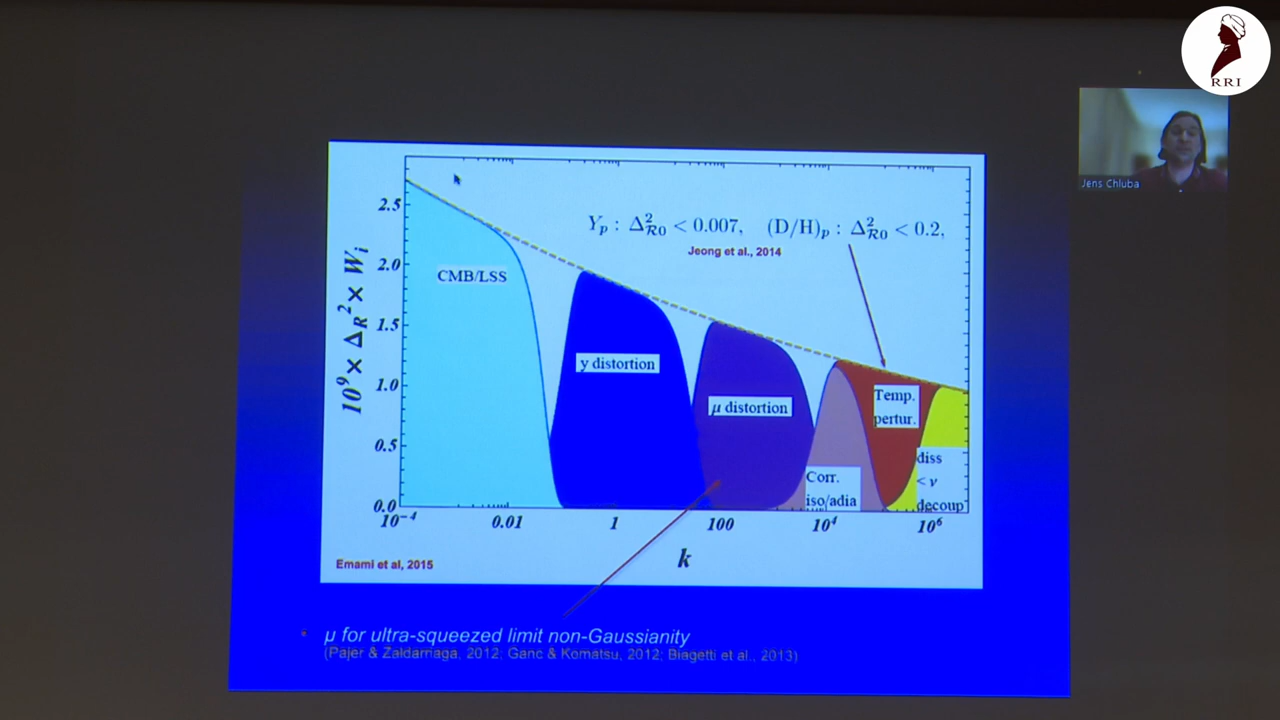 RRI
Jens Chluba
10⁹ × Δ_R² × W_i
2.5
2.0
1.5
1.0
0.5
0.0
Y_p : Δ²_ℛ0 < 0.007, (D/H)_p : Δ²_ℛ0 < 0.2,
Jeong et al., 2014
CMB/LSS
y distortion
μ distortion
Corr.
iso/adia
Temp.
pertur.
diss
< ν
decoup
10⁻⁴ 0.01 1 100 10⁴ 10⁶
k
Emami et al, 2015
• μ for ultra-squeezed limit non-Gaussianity
(Pajer & Zaldarriaga, 2012; Ganc & Komatsu, 2012; Biagetti et al., 2013)